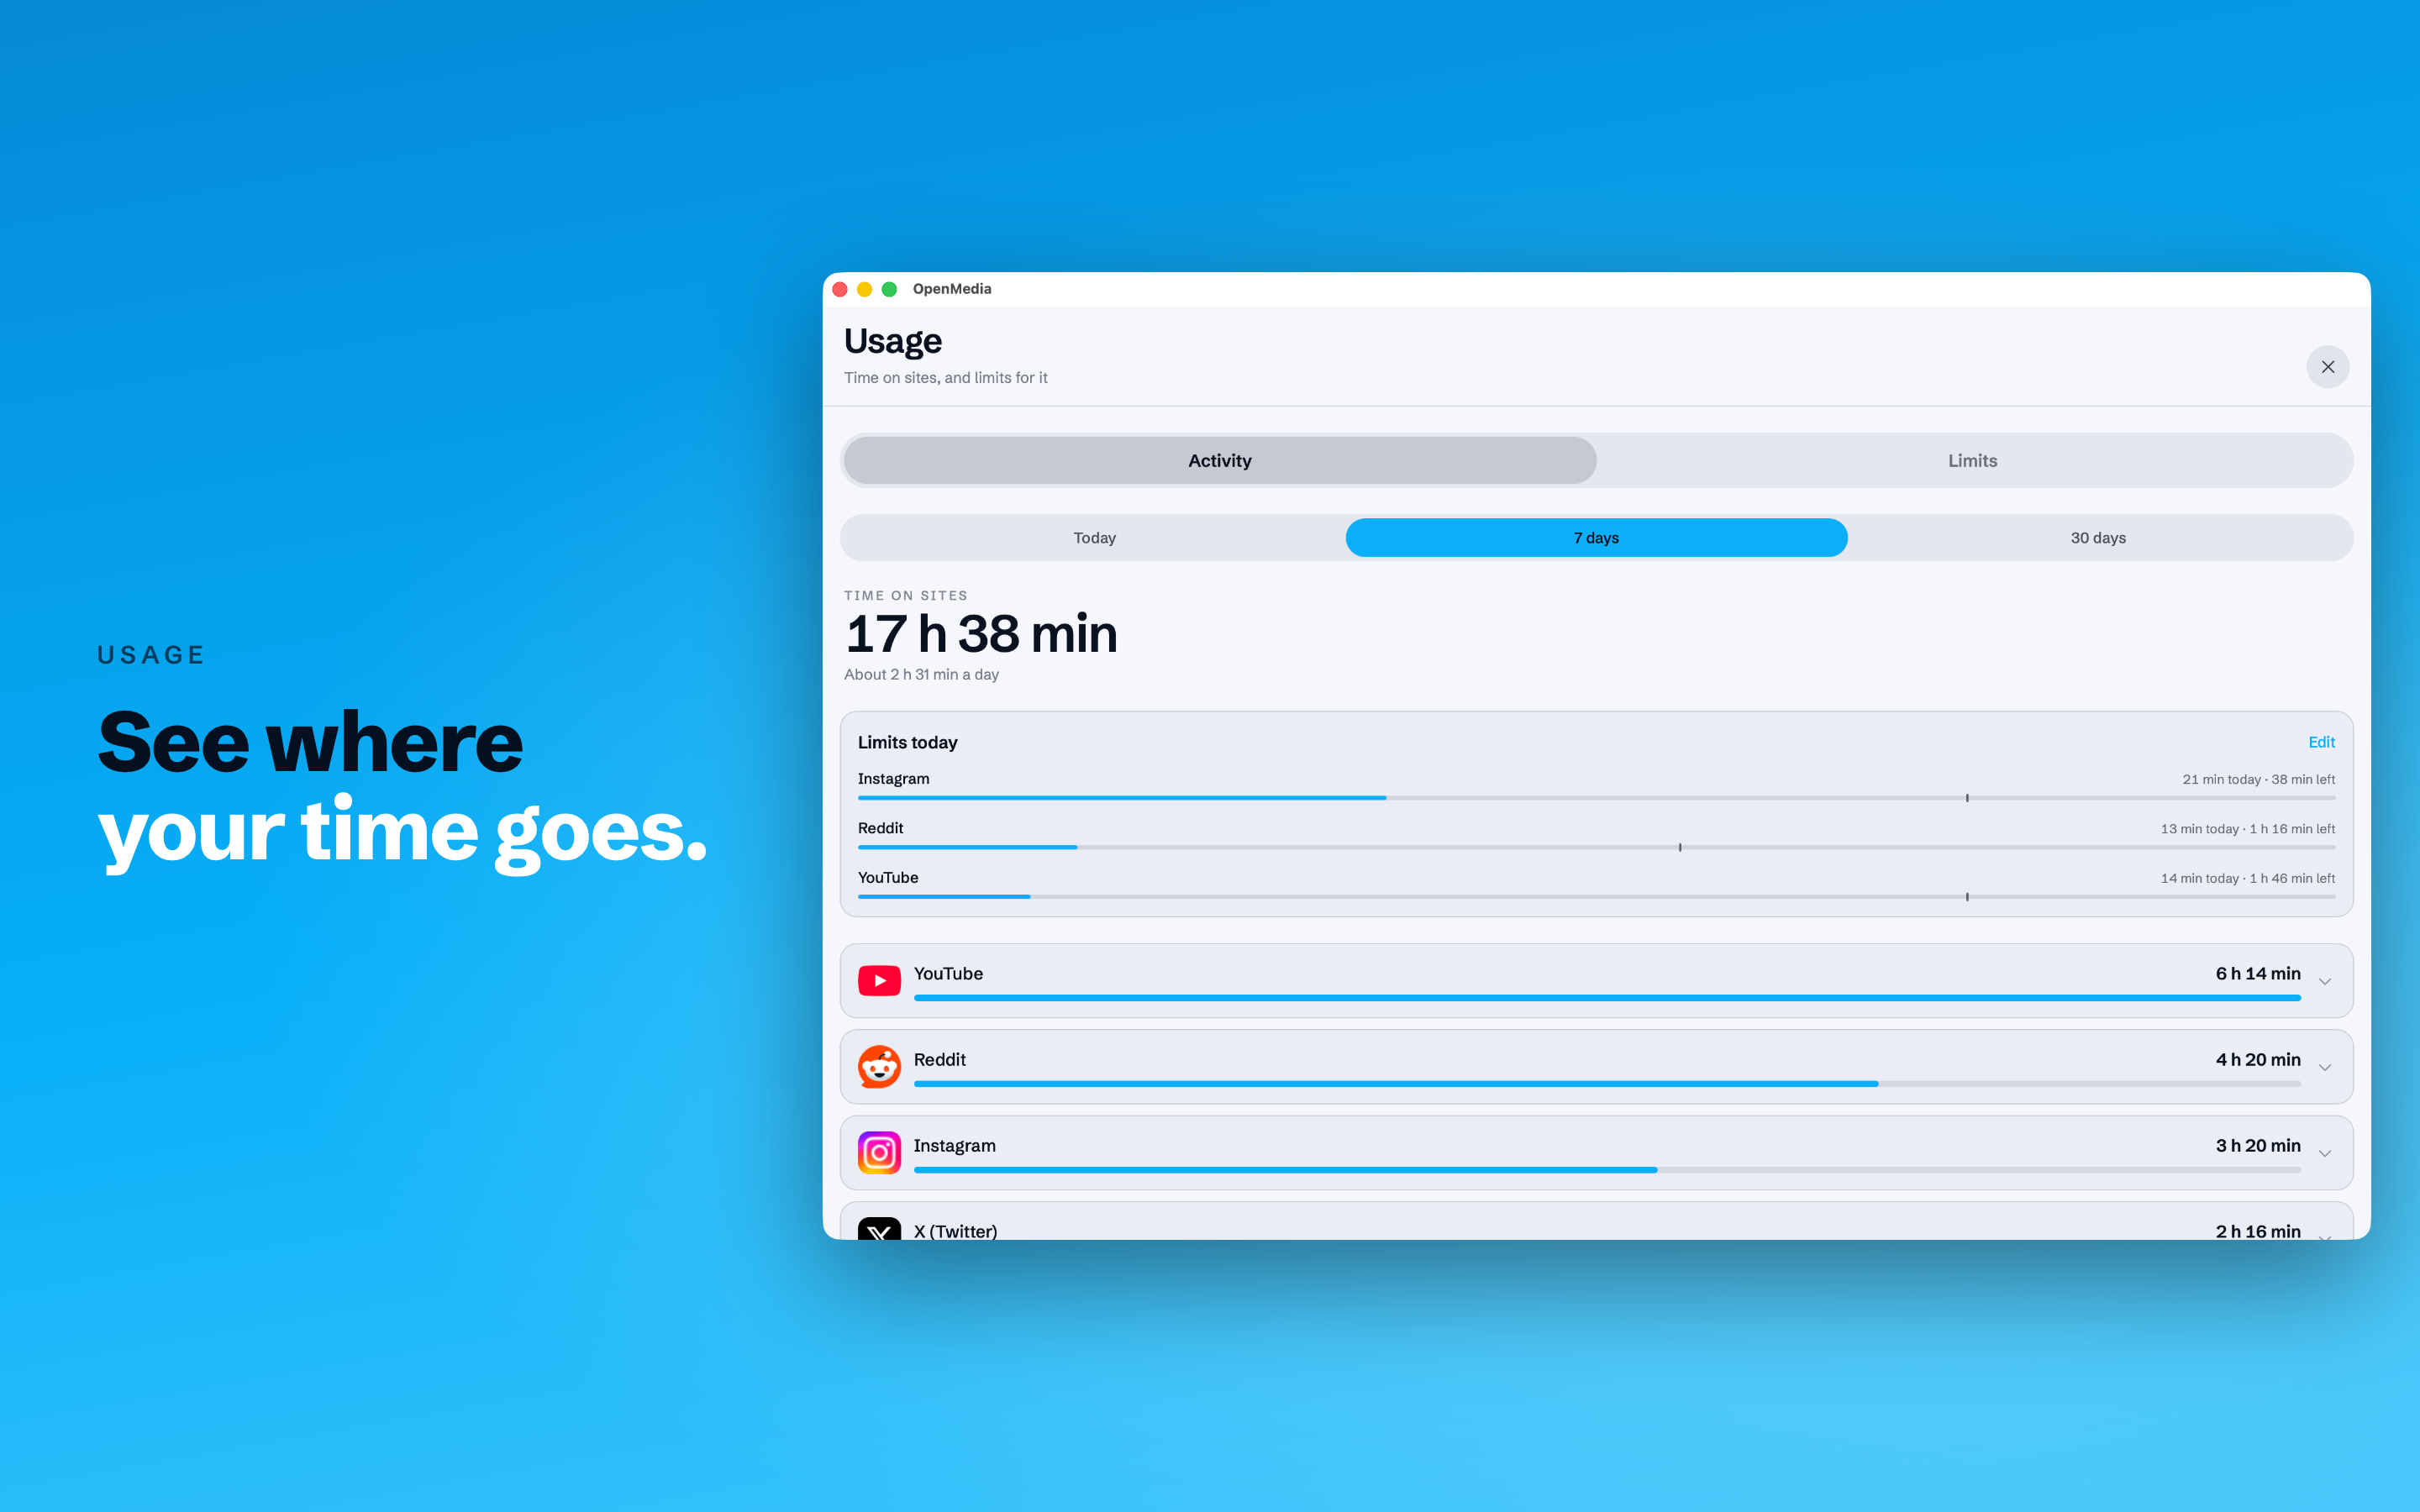 USAGE
See where
your time goes.
OpenMedia
Usage
Time on sites, and limits for it
Activity
Limits
Today
7 days
30 days
TIME ON SITES
17 h 38 min
About 2 h 31 min a day
Limits today
Edit
Instagram
21 min today · 38 min left
Reddit
13 min today · 1 h 16 min left
YouTube
14 min today · 1 h 46 min left
YouTube
6 h 14 min
Reddit
4 h 20 min
Instagram
3 h 20 min
X (Twitter)
2 h 16 min